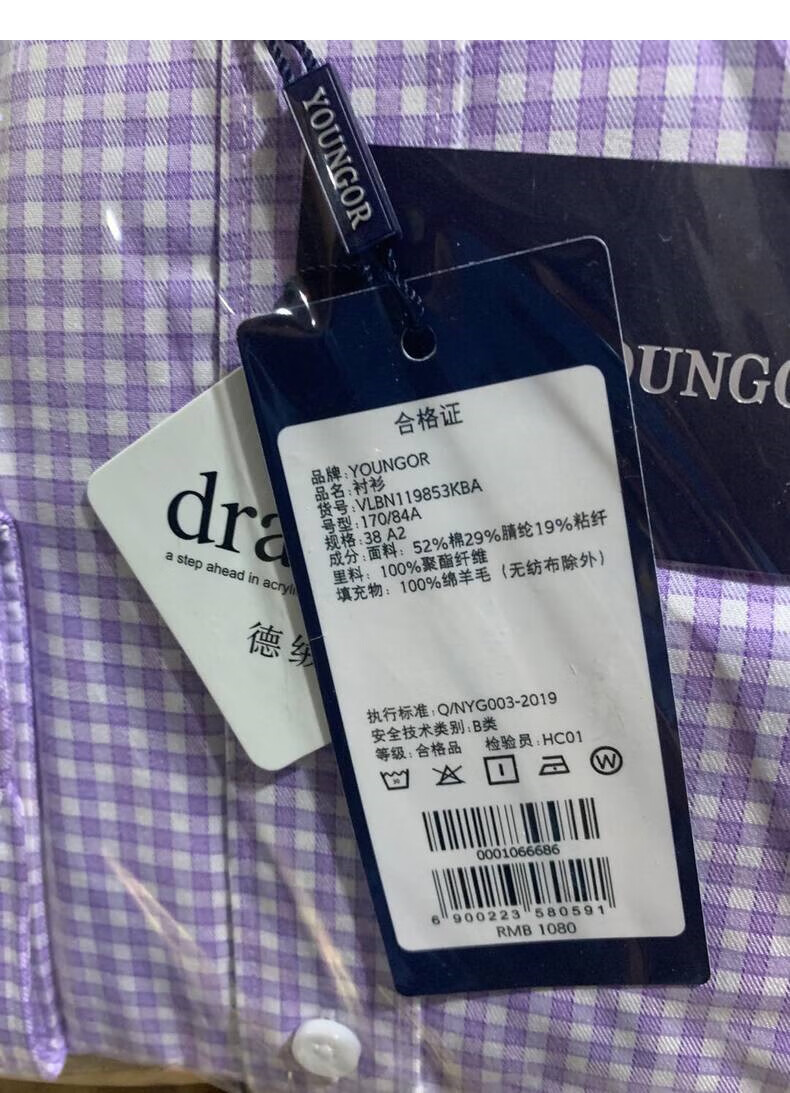 YOUNGOR
OUNGO
dra
a step ahead in acryli
德绒
合格证
品牌:YOUNGOR
品名:衬衫
货号:VLBN119853KBA
号型:170/84A
规格:38 A2
成分:面料: 52%棉29%腈纶19%粘纤
里料: 100%聚酯纤维
填充物: 100%绵羊毛 (无纺布除外)
执行标准:Q/NYG003-2019
安全技术类别:B类
等级:合格品 检验员:HC01
30
W
0001066686
6 900223 580591
RMB 1080